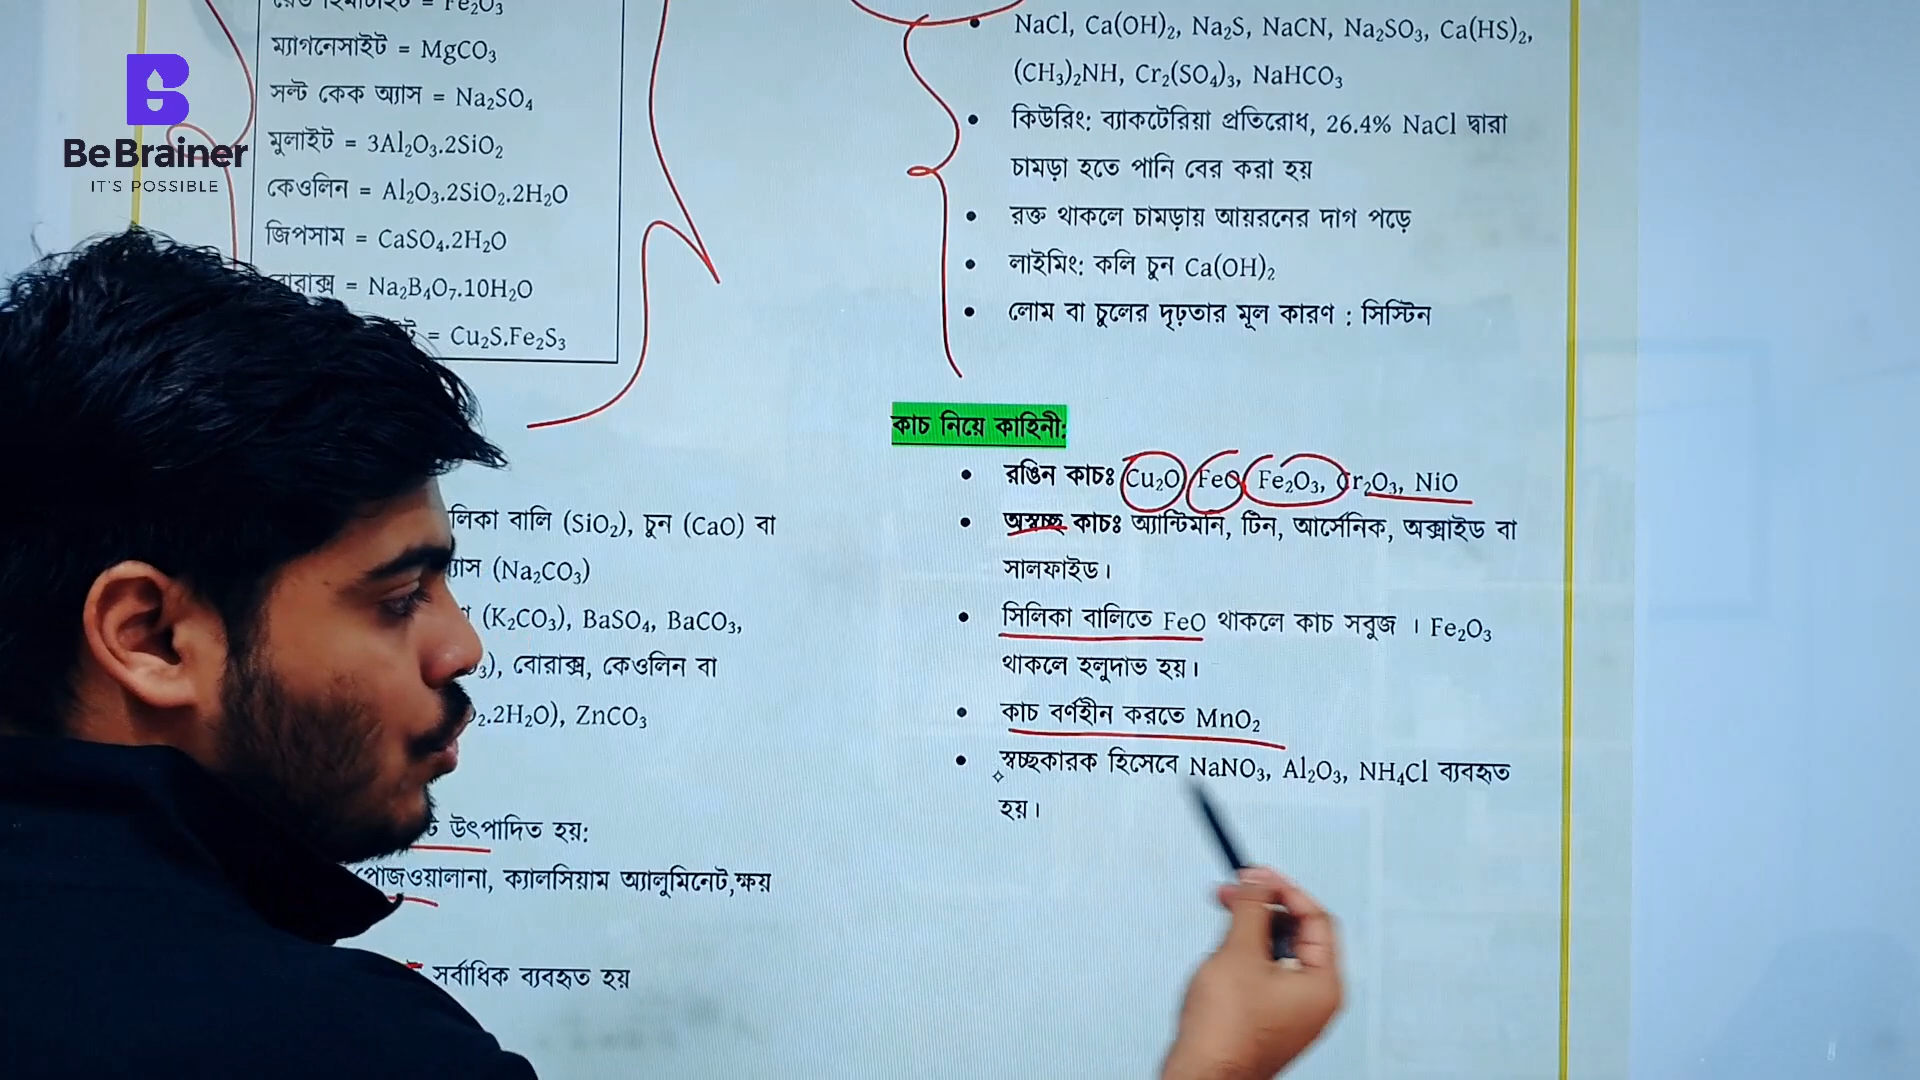 = Fe₂O₃
ম্যাগনেসাইট = MgCO₃
সল্ট কেক অ্যাস = Na₂SO₄
মুলাইট = 3Al₂O₃.2SiO₂
কেওলিন = Al₂O₃.2SiO₂.2H₂O
জিপসাম = CaSO₄.2H₂O
= Na₂B₄O₇.10H₂O
= Cu₂S.Fe₂S₃
BeBrainer
IT'S POSSIBLE
বালি (SiO₂), চুন (CaO) বা
(Na₂CO₃)
(K₂CO₃), BaSO₄, BaCO₃,
বোরাক্স, কেওলিন বা
.2H₂O), ZnCO₃
উৎপাদিত হয়:
পোজওয়ালানা, ক্যালসিয়াম অ্যালুমিনেট,ক্ষয়
সর্বাধিক ব্যবহৃত হয়
• NaCl, Ca(OH)₂, Na₂S, NaCN, Na₂SO₃, Ca(HS)₂,
(CH₃)₂NH, Cr₂(SO₄)₃, NaHCO₃
• কিউরিং: ব্যাকটেরিয়া প্রতিরোধ, 26.4% NaCl দ্বারা
চামড়া হতে পানি বের করা হয়
• রক্ত থাকলে চামড়ায় আয়রনের দাগ পড়ে
• লাইমিং: কলি চুন Ca(OH)₂
• লোম বা চুলের দৃঢ়তার মূল কারণ : সিস্টিন
কাচ নিয়ে কাহিনী:
• রঙিন কাচঃ Cu₂O FeO Fe₂O₃, Cr₂O₃, NiO
• অস্বচ্ছ কাচঃ অ্যান্টিমনি, টিন, আর্সেনিক, অক্সাইড বা
সালফাইড।
• সিলিকা বালিতে FeO থাকলে কাচ সবুজ । Fe₂O₃
থাকলে হলুদাভ হয়।
• কাচ বর্ণহীন করতে MnO₂
• স্বচ্ছকারক হিসেবে NaNO₃, Al₂O₃, NH₄Cl ব্যবহৃত
হয়।